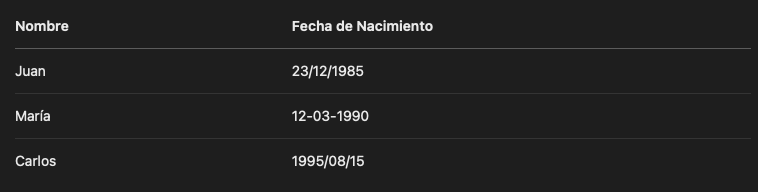 Nombre Fecha de Nacimiento
Juan 23/12/1985
María 12-03-1990
Carlos 1995/08/15